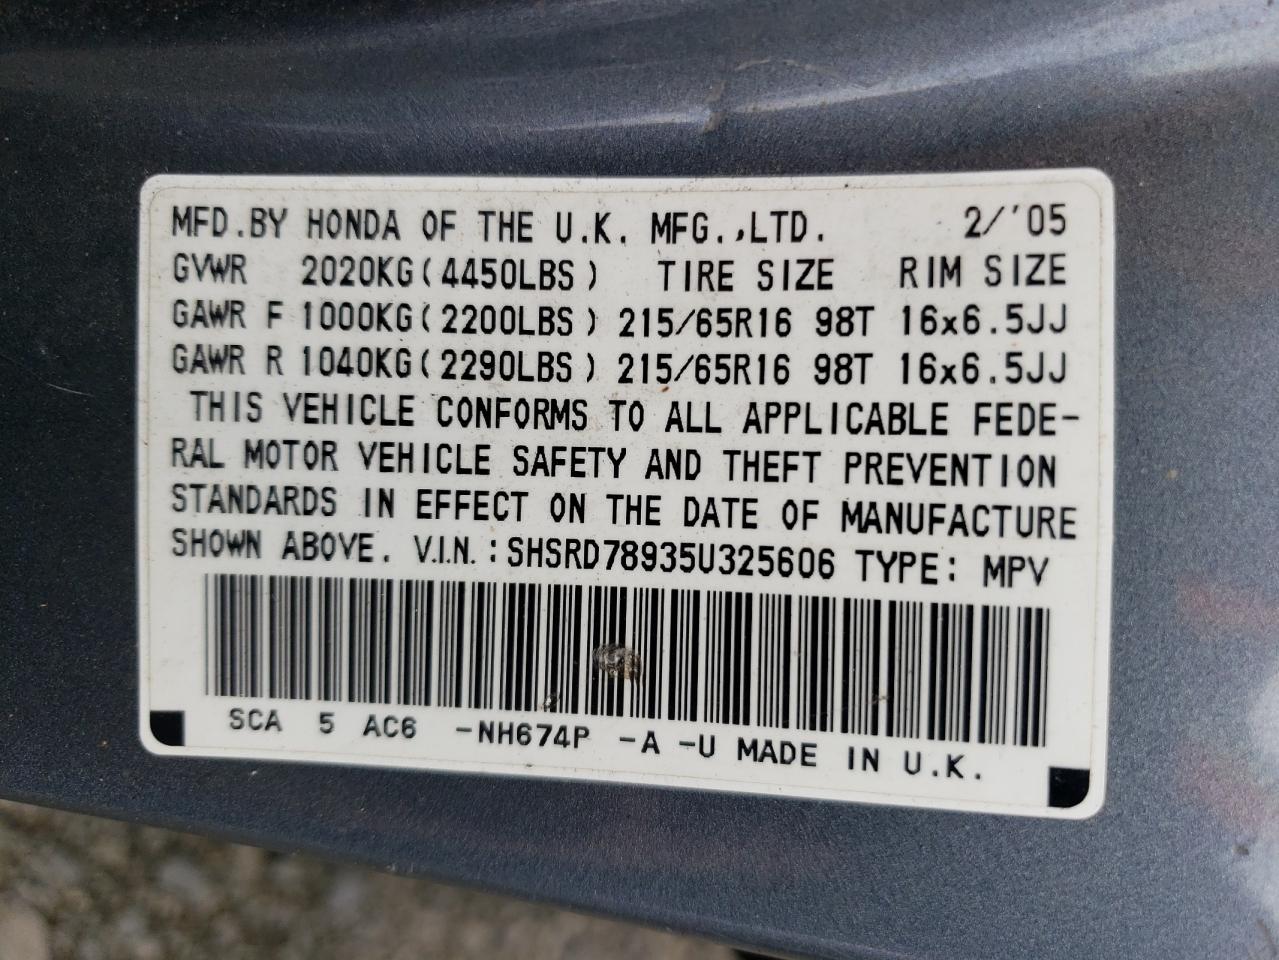 MFD.BY HONDA OF THE U.K. MFG.,LTD. 2/'05
GVWR 2020KG(4450LBS) TIRE SIZE RIM SIZE
GAWR F 1000KG(2200LBS) 215/65R16 98T 16x6.5JJ
GAWR R 1040KG(2290LBS) 215/65R16 98T 16x6.5JJ
THIS VEHICLE CONFORMS TO ALL APPLICABLE FEDE-
RAL MOTOR VEHICLE SAFETY AND THEFT PREVENTION
STANDARDS IN EFFECT ON THE DATE OF MANUFACTURE
SHOWN ABOVE. V.I.N.:SHSRD78935U325606 TYPE: MPV
SCA 5 AC6 -NH674P -A -U MADE IN U.K.